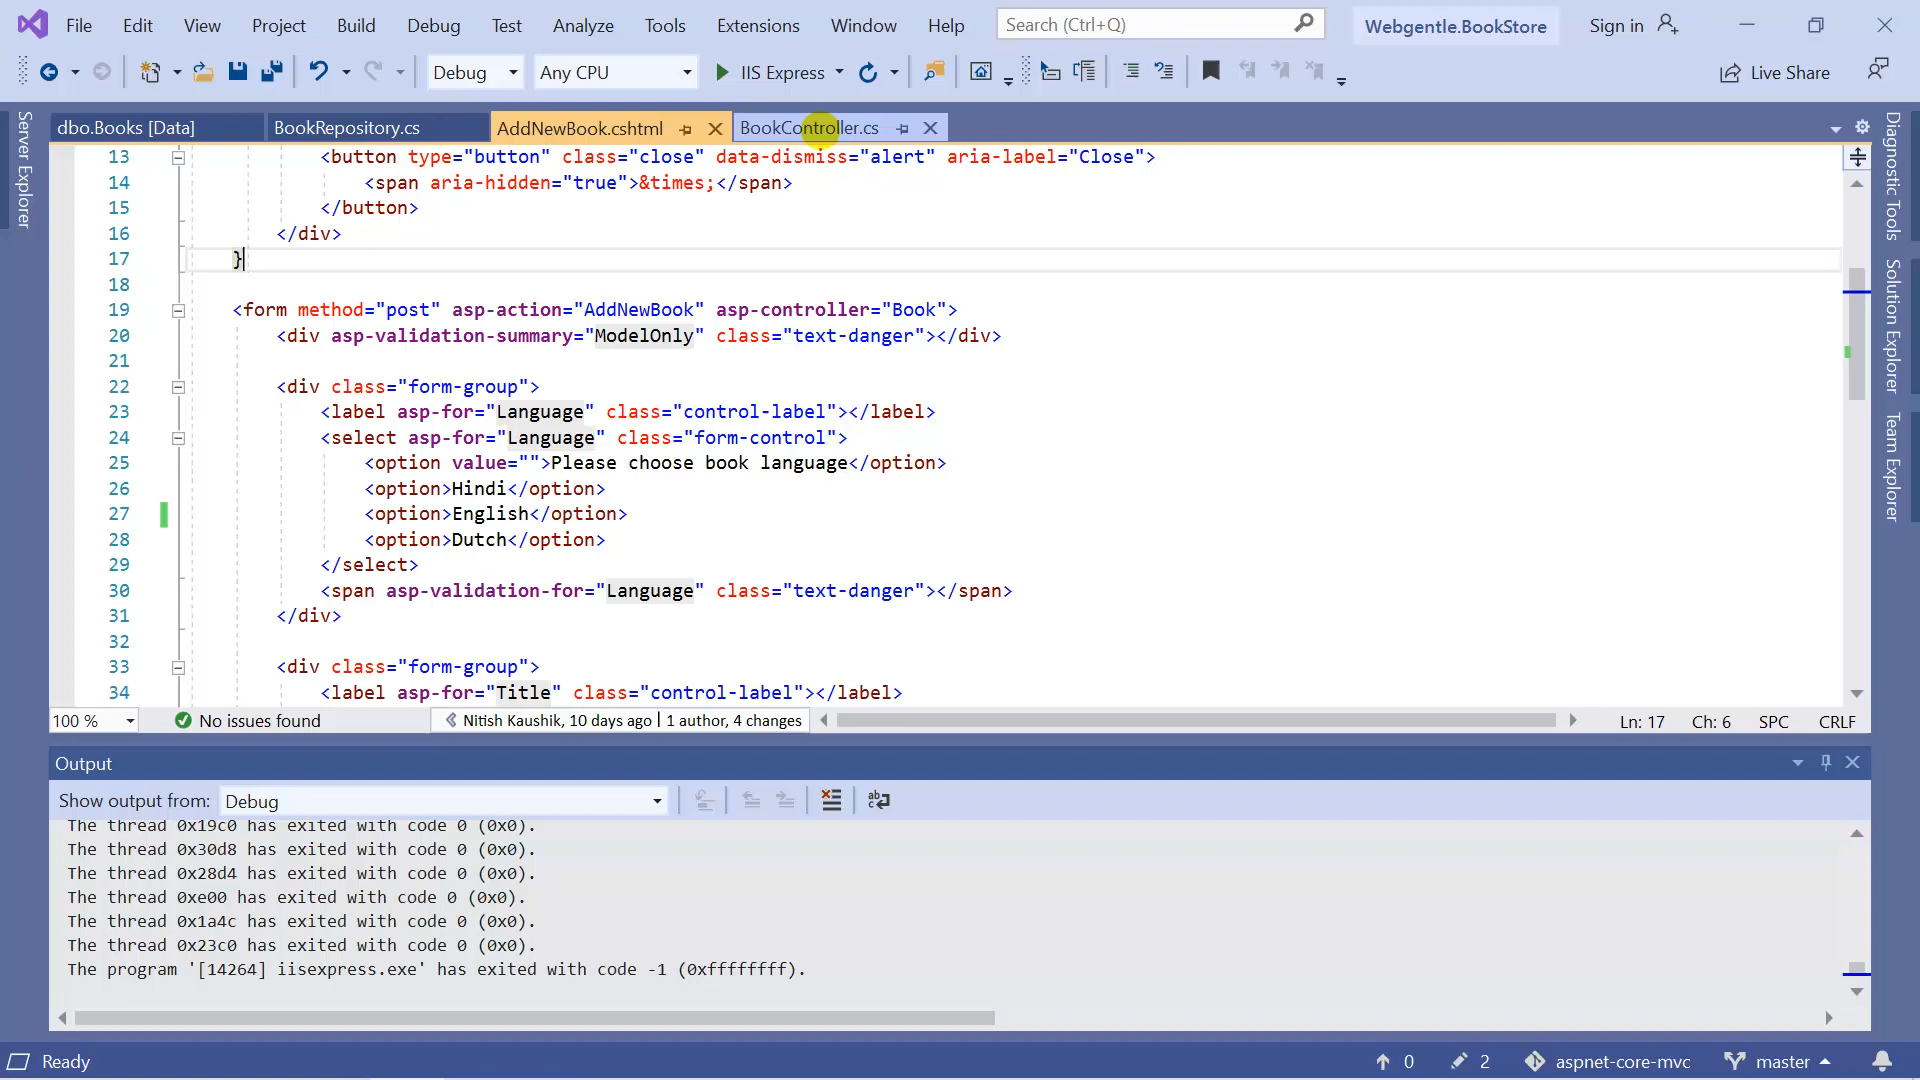 File Edit View Project Build Debug Test Analyze Tools Extensions Window Help Search (Ctrl+Q) Webgentle.BookStore Sign in
Debug Any CPU IIS Express Live Share
dbo.Books [Data] BookRepository.cs AddNewBook.cshtml BookController.cs
Server Explorer
Diagnostic Tools
Solution Explorer
Team Explorer
13 <button type="button" class="close" data-dismiss="alert" aria-label="Close">
14 <span aria-hidden="true">&times;</span>
15 </button>
16 </div>
17 }
18
19 <form method="post" asp-action="AddNewBook" asp-controller="Book">
20 <div asp-validation-summary="ModelOnly" class="text-danger"></div>
21
22 <div class="form-group">
23 <label asp-for="Language" class="control-label"></label>
24 <select asp-for="Language" class="form-control">
25 <option value="">Please choose book language</option>
26 <option>Hindi</option>
27 <option>English</option>
28 <option>Dutch</option>
29 </select>
30 <span asp-validation-for="Language" class="text-danger"></span>
31 </div>
32
33 <div class="form-group">
34 <label asp-for="Title" class="control-label"></label>
100 % No issues found Nitish Kaushik, 10 days ago | 1 author, 4 changes Ln: 17 Ch: 6 SPC CRLF
Output
Show output from: Debug
The thread 0x19c0 has exited with code 0 (0x0).
The thread 0x30d8 has exited with code 0 (0x0).
The thread 0x28d4 has exited with code 0 (0x0).
The thread 0xe00 has exited with code 0 (0x0).
The thread 0x1a4c has exited with code 0 (0x0).
The thread 0x23c0 has exited with code 0 (0x0).
The program '[14264] iisexpress.exe' has exited with code -1 (0xffffffff).
Ready 0 2 aspnet-core-mvc master